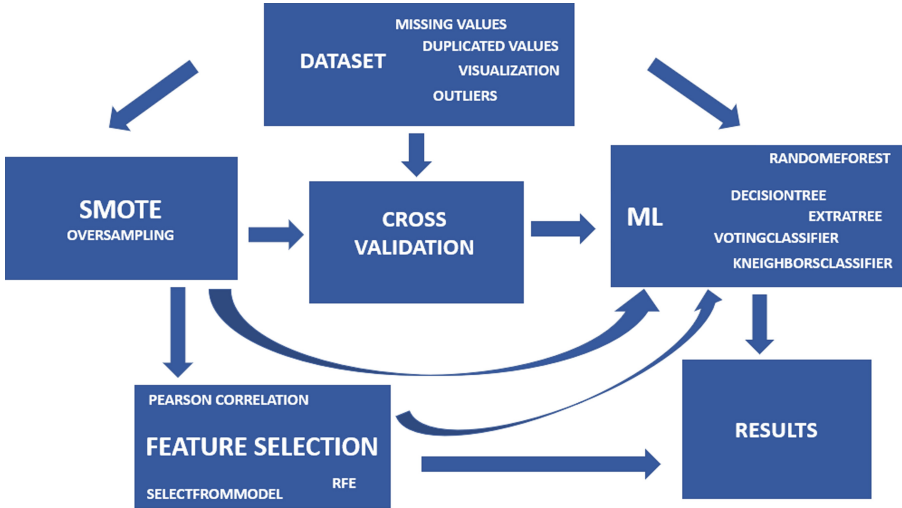 MISSING VALUES
DUPLICATED VALUES
DATASET
VISUALIZATION
OUTLIERS
SMOTE
OVERSAMPLING
CROSS
VALIDATION
RANDOMEFOREST
DECISIONTREE
ML
EXTRATREE
VOTINGCLASSIFIER
KNEIGHBORSCLASSIFIER
PEARSON CORRELATION
FEATURE SELECTION
RFE
SELECTFROMMODEL
RESULTS